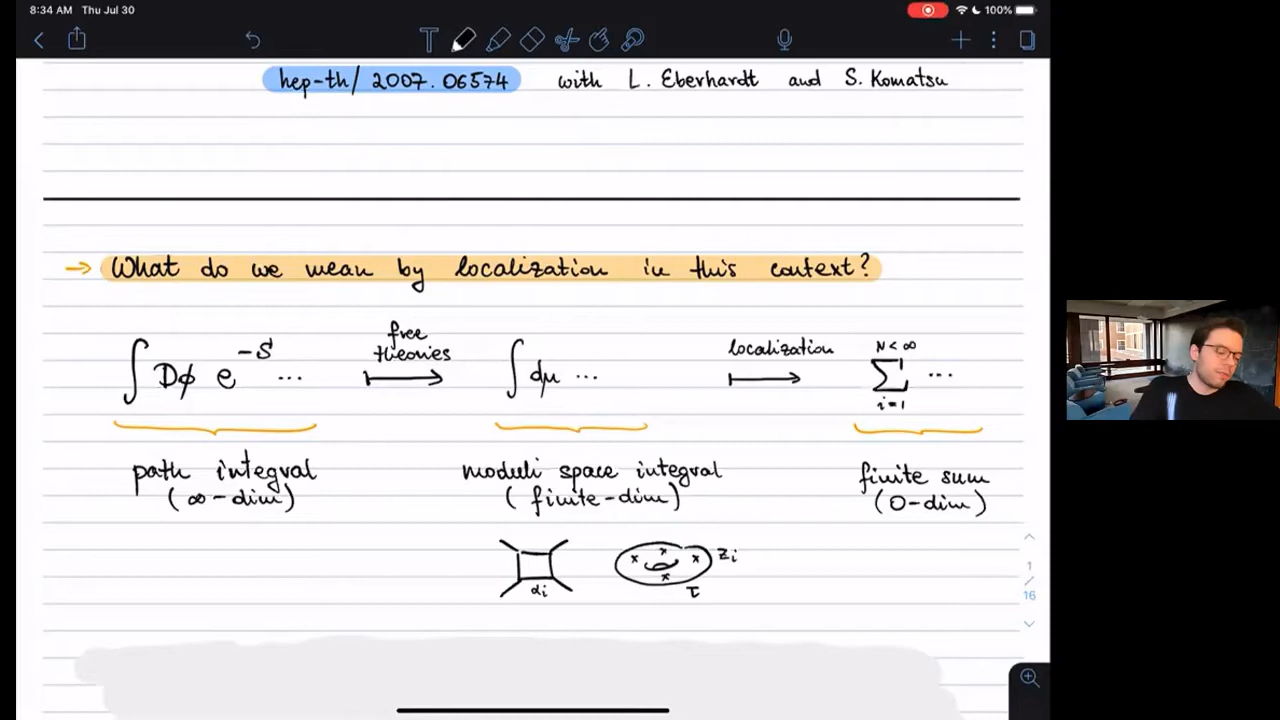 8:34 AM Thu Jul 30
100%
hep-th/ 2007.06574 with L. Eberhardt and S. Komatsu
→ What do we mean by localization in this context?
∫ Dϕ e^{-S} ... free theories ⟼ ∫ dμ ... localization ⟼ ∑_{i=1}^{N<∞} ...
path integral moduli space integral finite sum
(∞-dim) (finite-dim) (0-dim)
αᵢ zᵢ τ
1
/
16